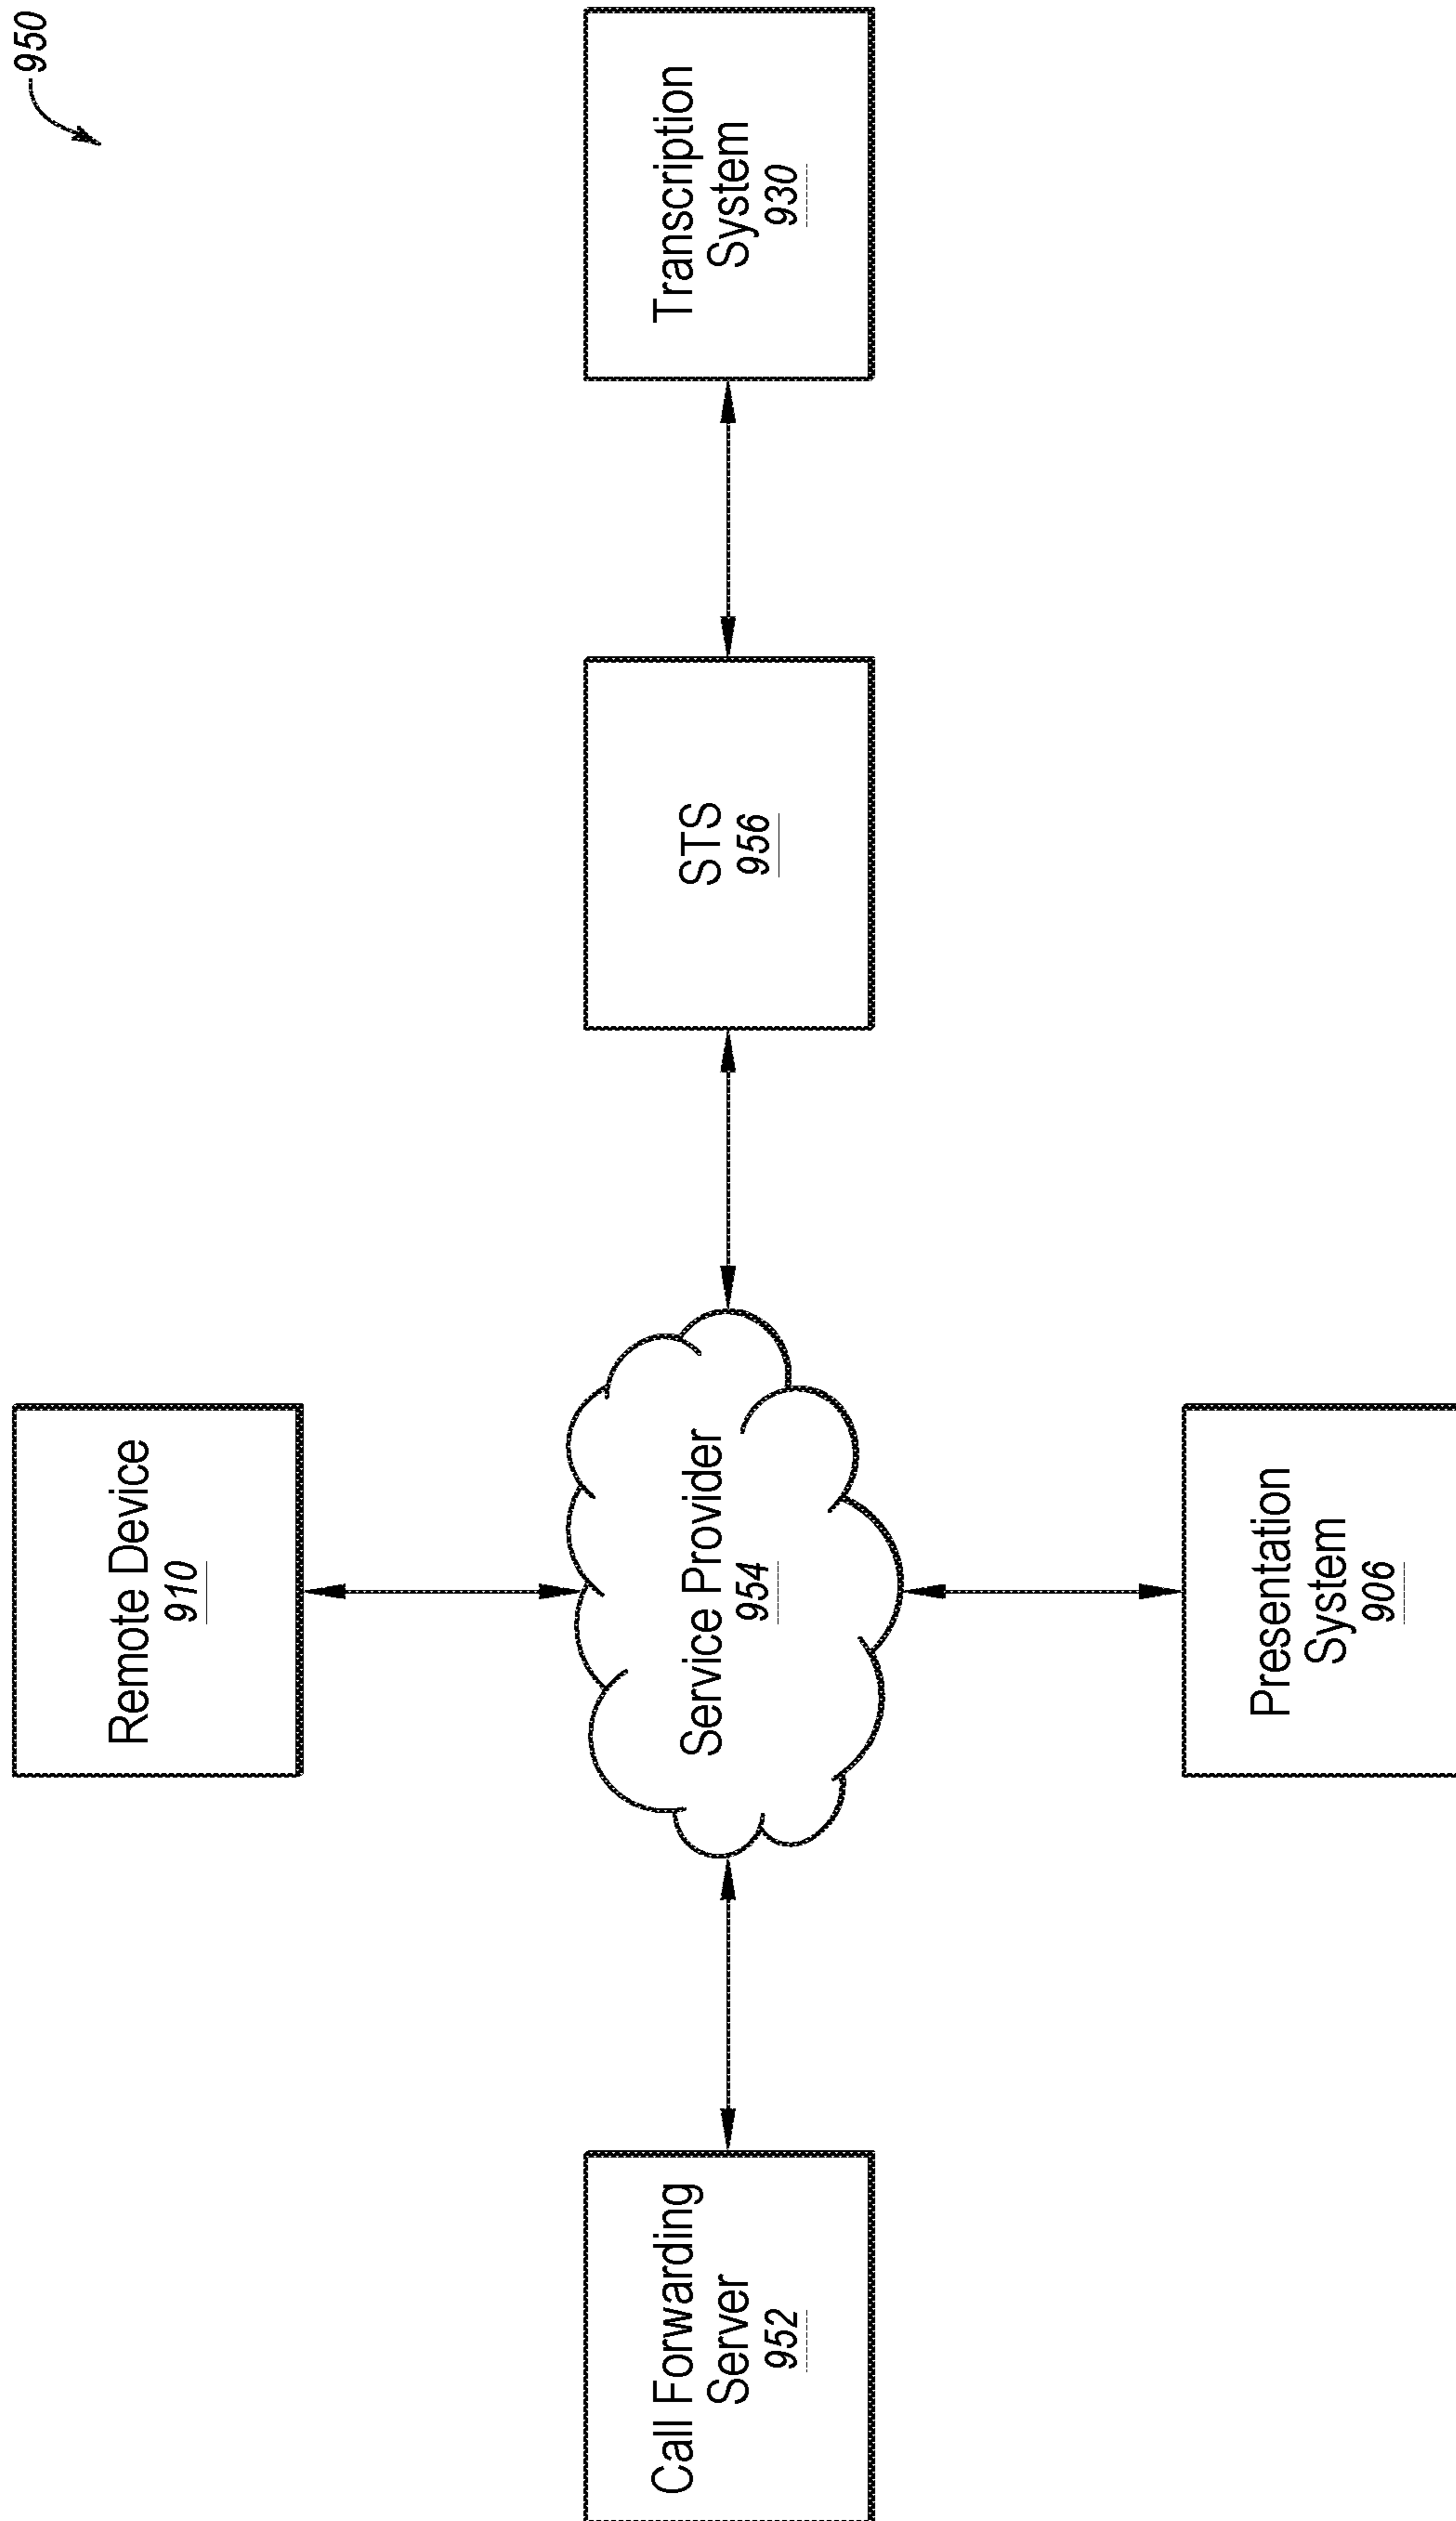 950
Remote Device
910
Call Forwarding
Server
952
Service Provider
954
STS
956
Transcription
System
930
Presentation
System
906